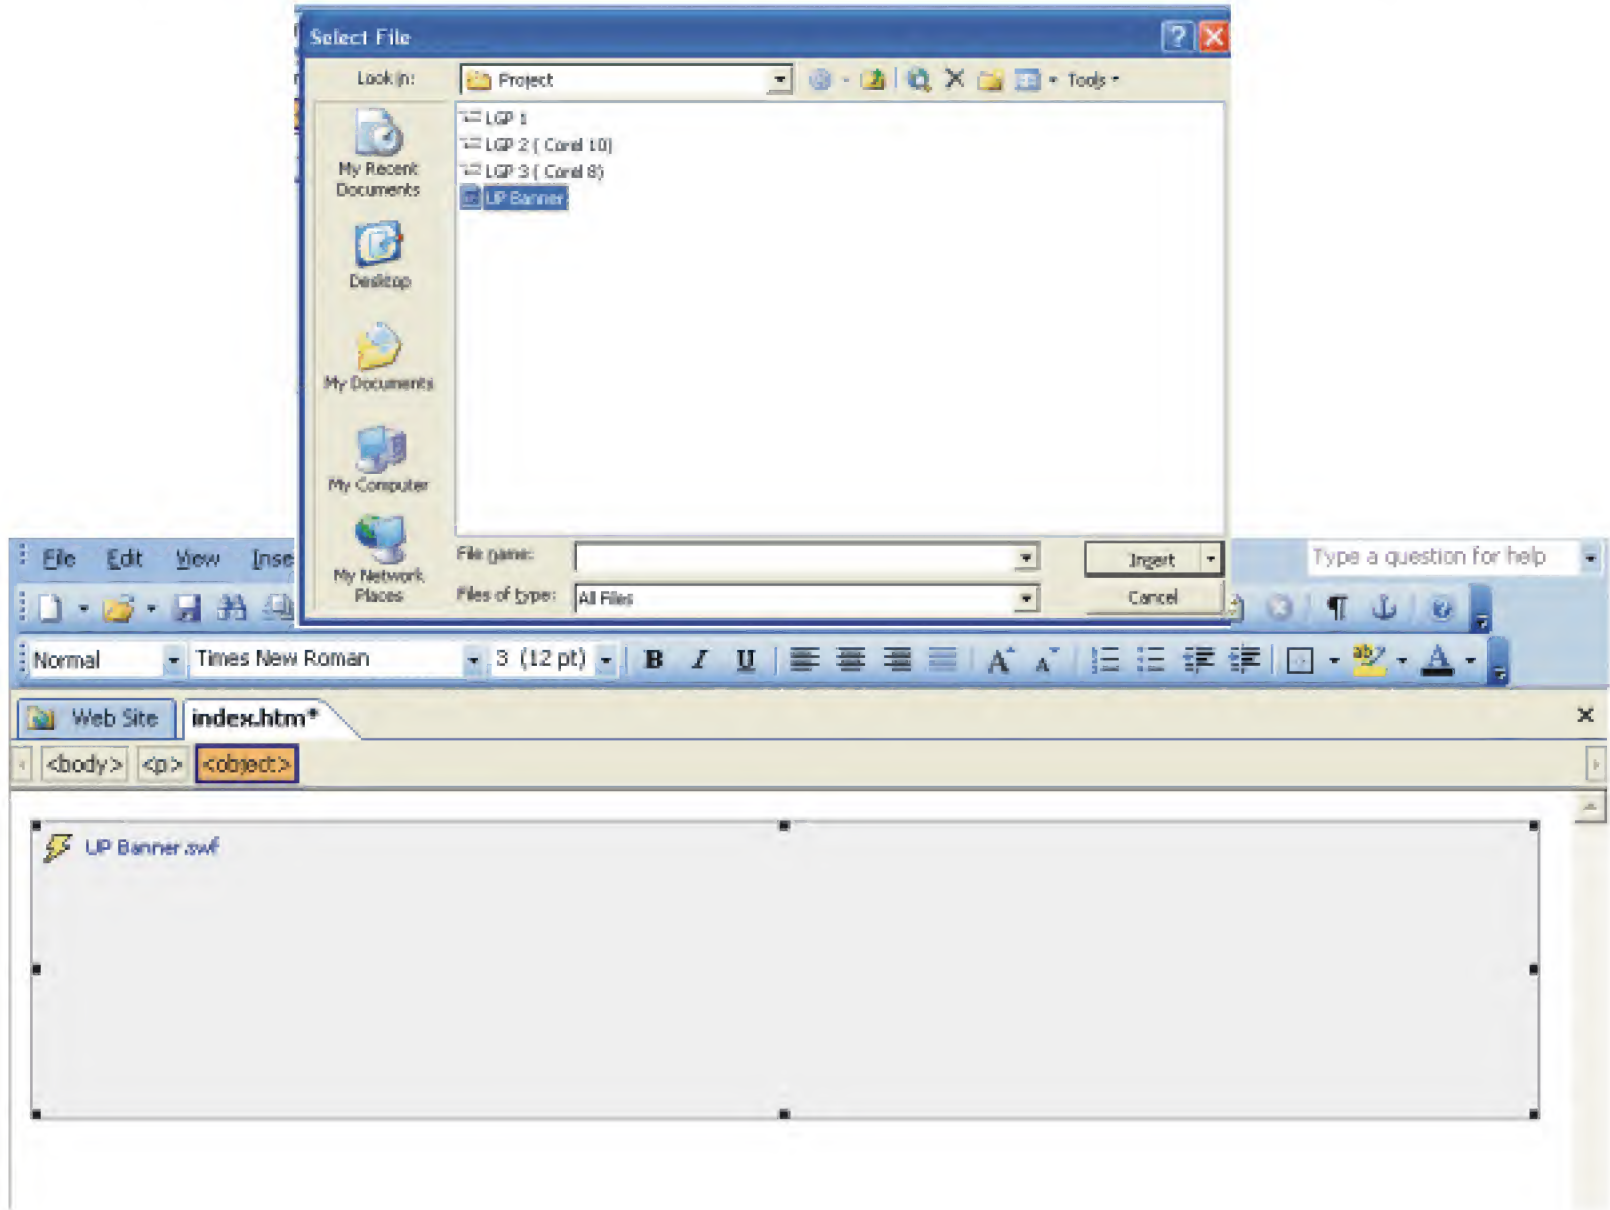 Select File
Look in: Project Tools
LGP 1
LGP 2 ( Corel 10)
LGP 3 ( Corel 8)
UP Banner
My Recent
Documents
Desktop
My Documents
My Computer
My Network
Places
File name: Insert
Files of type: All Files Cancel
File Edit View Inse Type a question for help
Normal Times New Roman 3 (12 pt) B I U A A ab A
Web Site index.htm*
<body> <p> <object>
UP Banner.swf